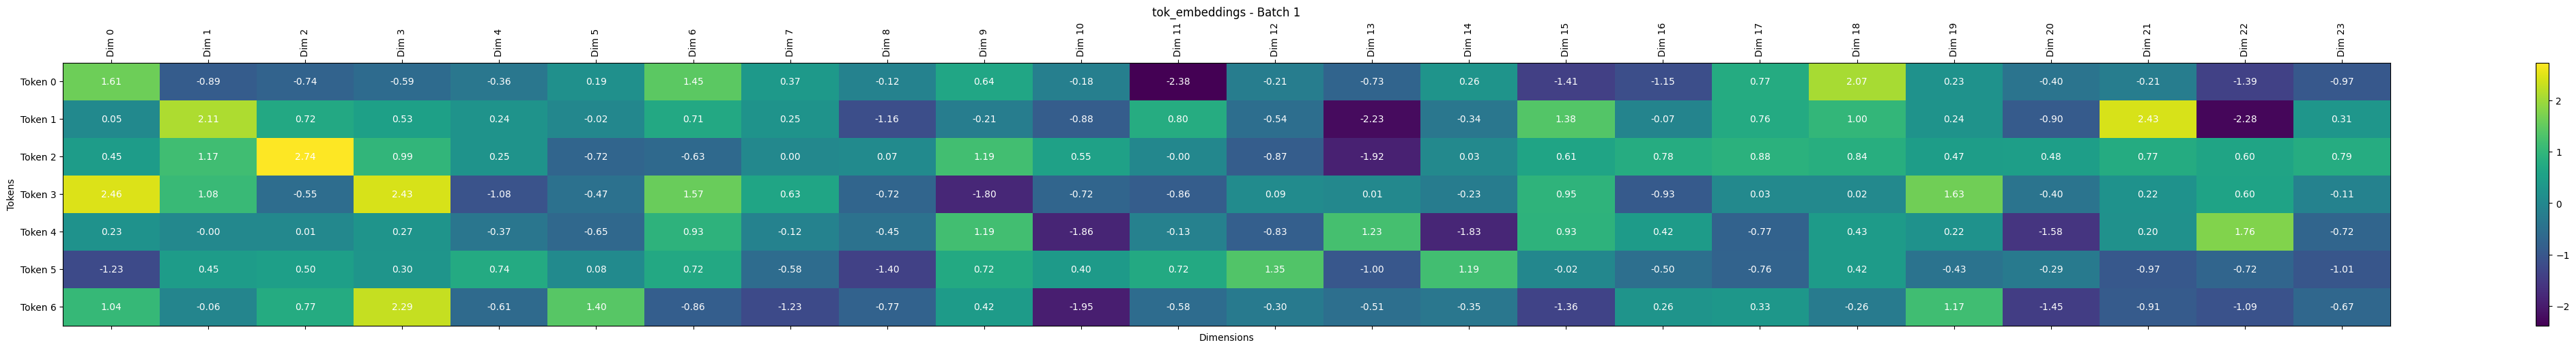 tok_embeddings - Batch 1
Dim 0 Dim 1 Dim 2 Dim 3 Dim 4 Dim 5 Dim 6 Dim 7 Dim 8 Dim 9 Dim 10 Dim 11 Dim 12 Dim 13 Dim 14 Dim 15 Dim 16 Dim 17 Dim 18 Dim 19 Dim 20 Dim 21 Dim 22 Dim 23
Token 0 1.61 -0.89 -0.74 -0.59 -0.36 0.19 1.45 0.37 -0.12 0.64 -0.18 -2.38 -0.21 -0.73 0.26 -1.41 -1.15 0.77 2.07 0.23 -0.40 -0.21 -1.39 -0.97
Token 1 0.05 2.11 0.72 0.53 0.24 -0.02 0.71 0.25 -1.16 -0.21 -0.88 0.80 -0.54 -2.23 -0.34 1.38 -0.07 0.76 1.00 0.24 -0.90 2.43 -2.28 0.31
Token 2 0.45 1.17 2.74 0.99 0.25 -0.72 -0.63 0.00 0.07 1.19 0.55 -0.00 -0.87 -1.92 0.03 0.61 0.78 0.88 0.84 0.47 0.48 0.77 0.60 0.79
Token 3 2.46 1.08 -0.55 2.43 -1.08 -0.47 1.57 0.63 -0.72 -1.80 -0.72 -0.86 0.09 0.01 -0.23 0.95 -0.93 0.03 0.02 1.63 -0.40 0.22 0.60 -0.11
Token 4 0.23 -0.00 0.01 0.27 -0.37 -0.65 0.93 -0.12 -0.45 1.19 -1.86 -0.13 -0.83 1.23 -1.83 0.93 0.42 -0.77 0.43 0.22 -1.58 0.20 1.76 -0.72
Token 5 -1.23 0.45 0.50 0.30 0.74 0.08 0.72 -0.58 -1.40 0.72 0.40 0.72 1.35 -1.00 1.19 -0.02 -0.50 -0.76 0.42 -0.43 -0.29 -0.97 -0.72 -1.01
Token 6 1.04 -0.06 0.77 2.29 -0.61 1.40 -0.86 -1.23 -0.77 0.42 -1.95 -0.58 -0.30 -0.51 -0.35 -1.36 0.26 0.33 -0.26 1.17 -1.45 -0.91 -1.09 -0.67
Tokens
Dimensions
2
1
0
−1
−2